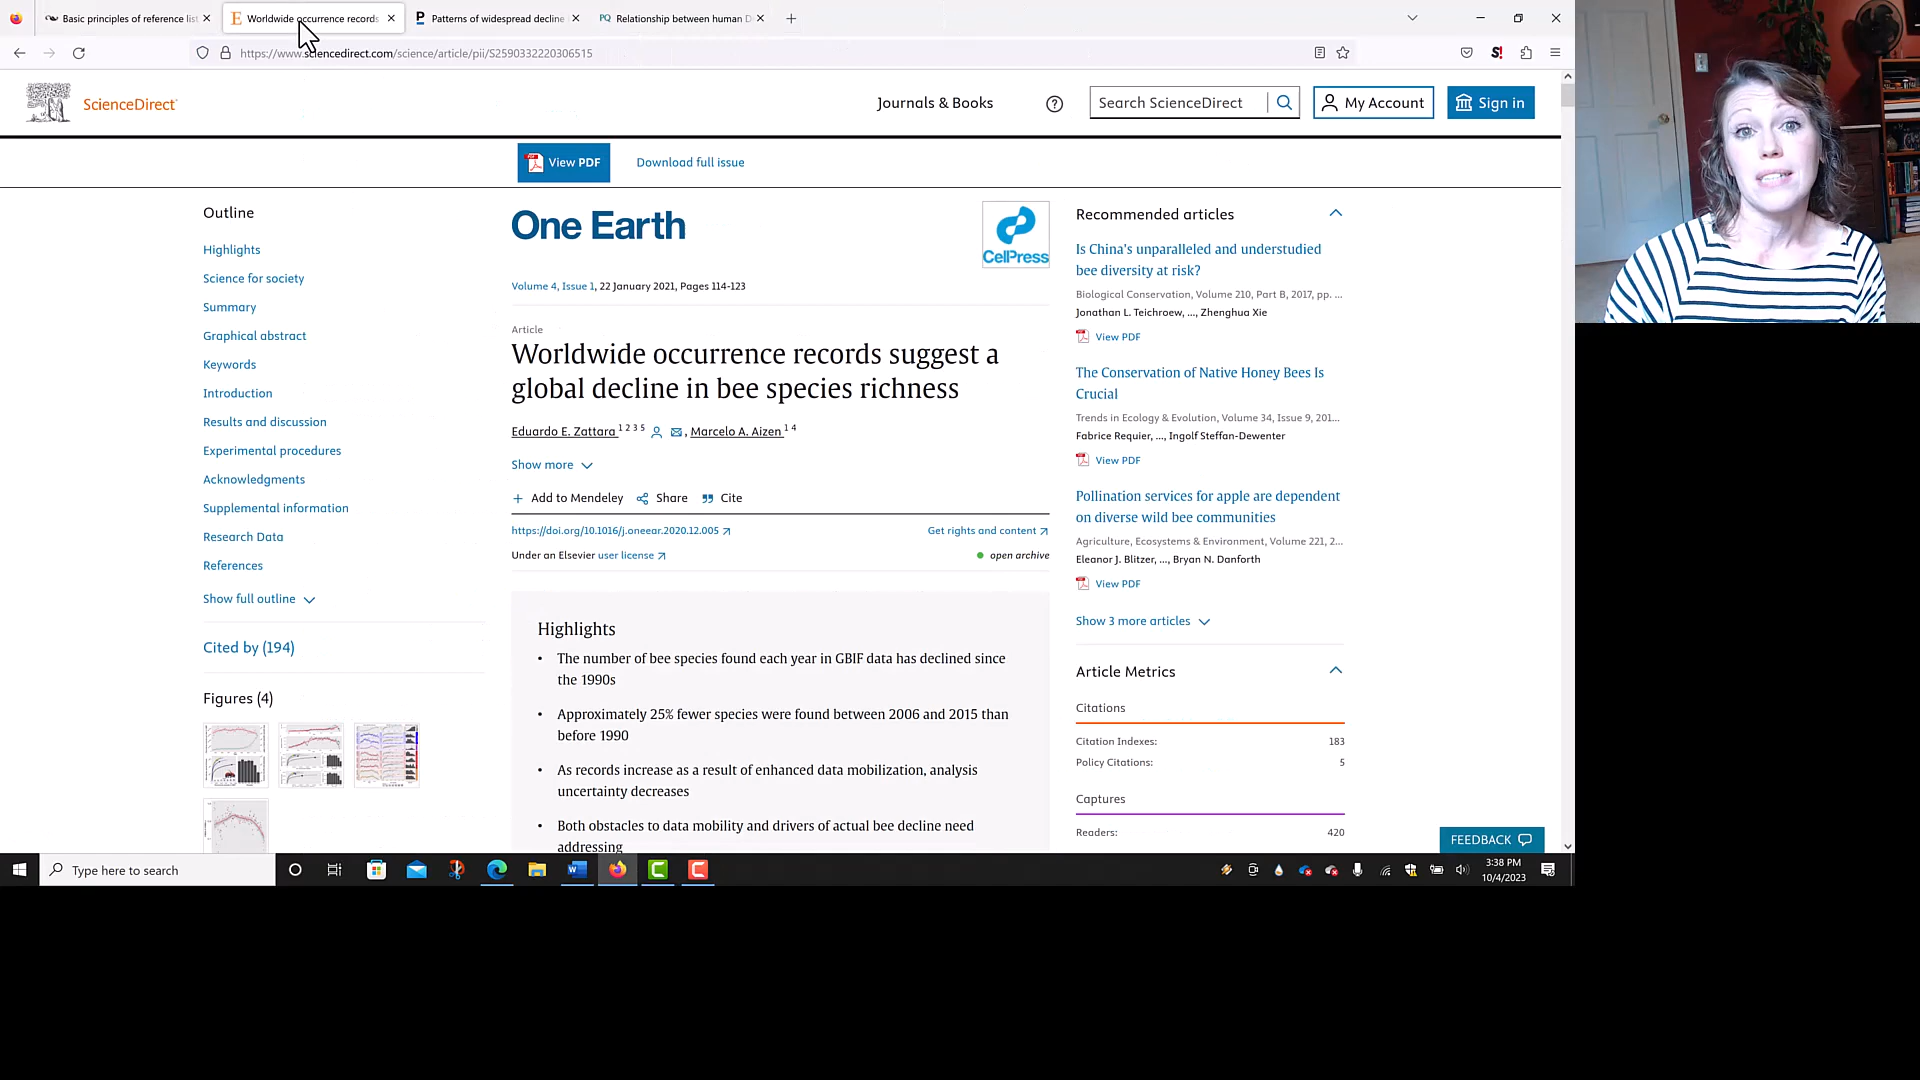 Basic principles of reference lis
Worldwide occurrence records
Patterns of widespread decline
PQ Relationship between human D
https://www.sciencedirect.com/science/article/pii/S2590332220306515
ScienceDirect
Journals & Books
Search ScienceDirect
My Account
Sign in
View PDF
Download full issue
Outline
Highlights
Science for society
Summary
Graphical abstract
Keywords
Introduction
Results and discussion
Experimental procedures
Acknowledgments
Supplemental information
Research Data
References
Show full outline
Cited by (194)
Figures (4)
One Earth
CellPress
Volume 4, Issue 1, 22 January 2021, Pages 114-123
Article
Worldwide occurrence records suggest a
global decline in bee species richness
Eduardo E. Zattara 1 2 3 5, Marcelo A. Aizen 1 4
Show more
Add to Mendeley Share Cite
https://doi.org/10.1016/j.oneear.2020.12.005
Get rights and content
Under an Elsevier user license
open archive
Highlights
• The number of bee species found each year in GBIF data has declined since
the 1990s
• Approximately 25% fewer species were found between 2006 and 2015 than
before 1990
• As records increase as a result of enhanced data mobilization, analysis
uncertainty decreases
• Both obstacles to data mobility and drivers of actual bee decline need
addressing
Recommended articles
Is China's unparalleled and understudied
bee diversity at risk?
Biological Conservation, Volume 210, Part B, 2017, pp. ...
Jonathan L. Teichroew, ..., Zhenghua Xie
View PDF
The Conservation of Native Honey Bees Is
Crucial
Trends in Ecology & Evolution, Volume 34, Issue 9, 201...
Fabrice Requier, ..., Ingolf Steffan-Dewenter
View PDF
Pollination services for apple are dependent
on diverse wild bee communities
Agriculture, Ecosystems & Environment, Volume 221, 2...
Eleanor J. Blitzer, ..., Bryan N. Danforth
View PDF
Show 3 more articles
Article Metrics
Citations
Citation Indexes: 183
Policy Citations: 5
Captures
Readers: 420
FEEDBACK
Type here to search
3:38 PM
10/4/2023